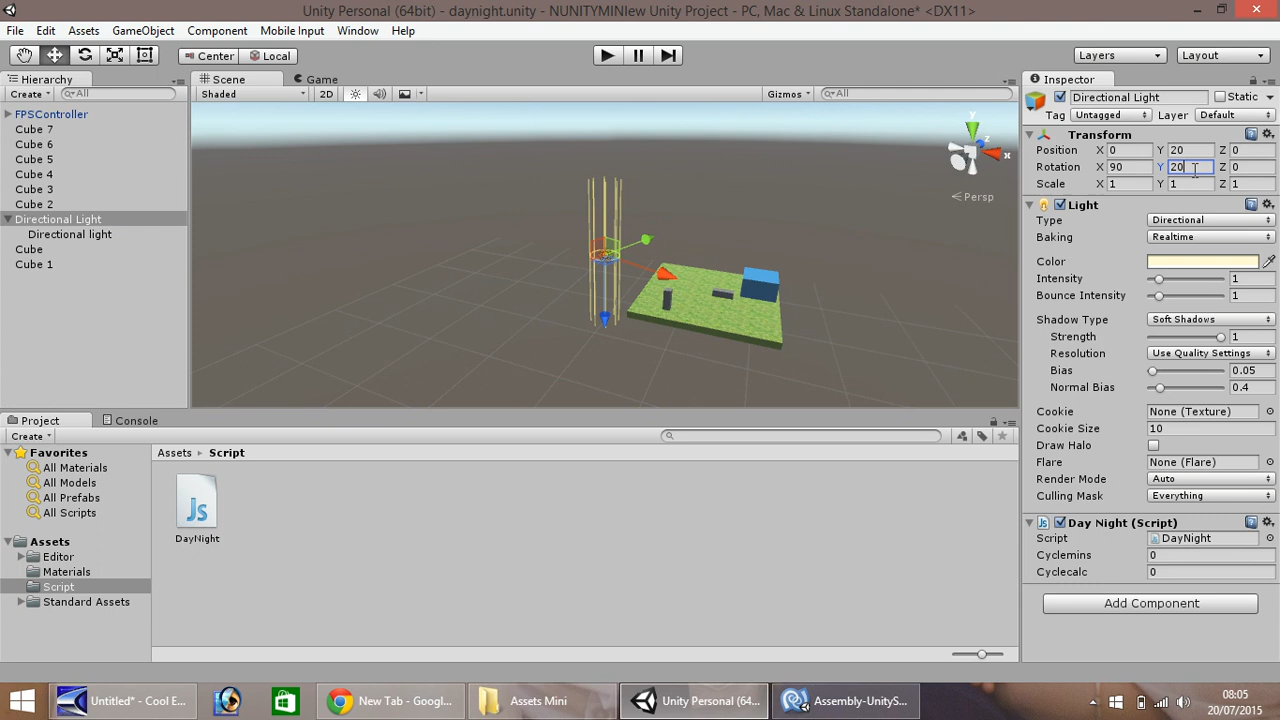 Unity Personal (64bit) - daynight.unity - NUNITYMINIew Unity Project - PC, Mac & Linux Standalone* <DX11>
File Edit Assets GameObject Component Mobile Input Window Help
Center Local Layers Layout
Hierarchy
Create All
FPSController
Cube 7
Cube 6
Cube 5
Cube 4
Cube 3
Cube 2
Directional Light
Directional light
Cube
Cube 1
Scene Game
Shaded 2D Gizmos All
y
z
x
Persp
Inspector
Directional Light Static
Tag Untagged Layer Default
Transform
Position X 0 Y 20 Z 0
Rotation X 90 Y 20 Z 0
Scale X 1 Y 1 Z 1
Light
Type Directional
Baking Realtime
Color
Intensity 1
Bounce Intensity 1
Shadow Type Soft Shadows
Strength 1
Resolution Use Quality Settings
Bias 0.05
Normal Bias 0.4
Cookie None (Texture)
Cookie Size 10
Draw Halo
Flare None (Flare)
Render Mode Auto
Culling Mask Everything
Js Day Night (Script)
Script DayNight
Cyclemins 0
Cyclecalc 0
Add Component
Project Console
Create
Favorites
All Materials
All Models
All Prefabs
All Scripts
Assets
Editor
Materials
Script
Standard Assets
Assets Script
Js
DayNight
Untitled* - Cool E...
New Tab - Googl...
Assets Mini
Unity Personal (64...
Assembly-UnityS...
08:05
20/07/2015